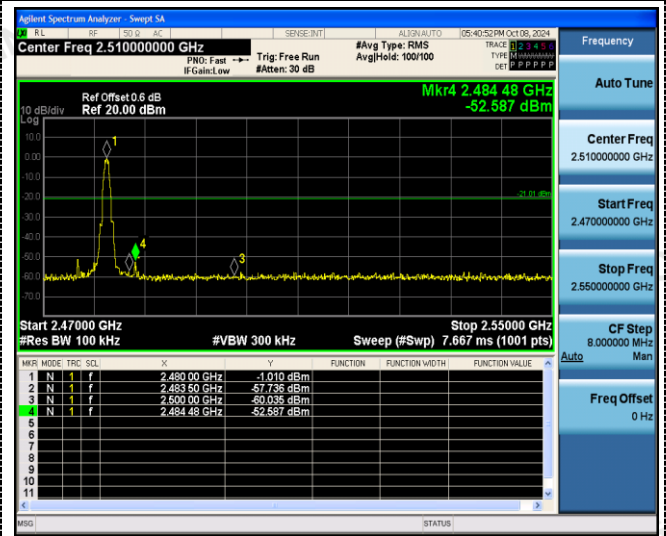 Agilent Spectrum Analyzer - Swept SA
RL RF 50 Ω AC SENSE:INT ALIGNAUTO 05:40:52PM Oct 08, 2024
Center Freq 2.510000000 GHz
PNO: Fast
IFGain:Low
Trig: Free Run
#Atten: 30 dB
#Avg Type: RMS
Avg|Hold: 100/100
TRACE 1 2 3 4 5 6
TYPE M
DET P P P P P P
Ref Offset 0.6 dB
Ref 20.00 dBm
10 dB/div
Log
Mkr4 2.484 48 GHz
-52.587 dBm
10.0
0.00
-10.0
-20.0
-30.0
-40.0
-50.0
-60.0
-70.0
1
4
3
-21.01 dBm
Start 2.47000 GHz
#Res BW 100 kHz
#VBW 300 kHz
Stop 2.55000 GHz
Sweep (#Swp) 7.667 ms (1001 pts)
MKR MODE TRC SCL X Y FUNCTION FUNCTION WIDTH FUNCTION VALUE
1 N 1 f 2.480 00 GHz -1.010 dBm
2 N 1 f 2.483 50 GHz -57.736 dBm
3 N 1 f 2.500 00 GHz -60.035 dBm
4 N 1 f 2.484 48 GHz -52.587 dBm
5
6
7
8
9
10
11
MSG
STATUS
Frequency
Auto Tune
Center Freq
2.510000000 GHz
Start Freq
2.470000000 GHz
Stop Freq
2.550000000 GHz
CF Step
8.000000 MHz
Auto Man
Freq Offset
0 Hz